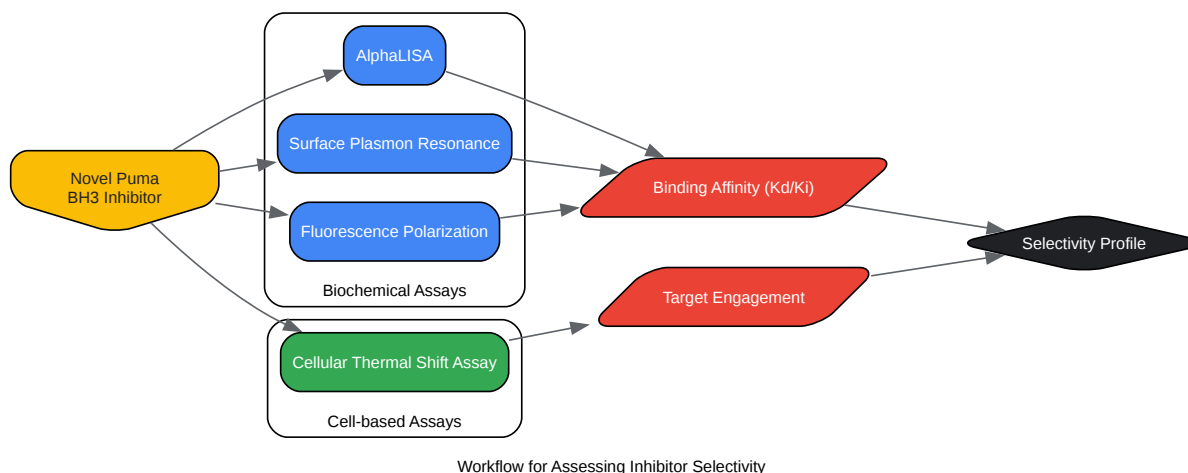 AlphaLISA
Surface Plasmon Resonance
Novel Puma
BH3 Inhibitor
Fluorescence Polarization
Biochemical Assays
Binding Affinity (Kd/Ki)
Selectivity Profile
Target Engagement
Cellular Thermal Shift Assay
Cell-based Assays
Workflow for Assessing Inhibitor Selectivity